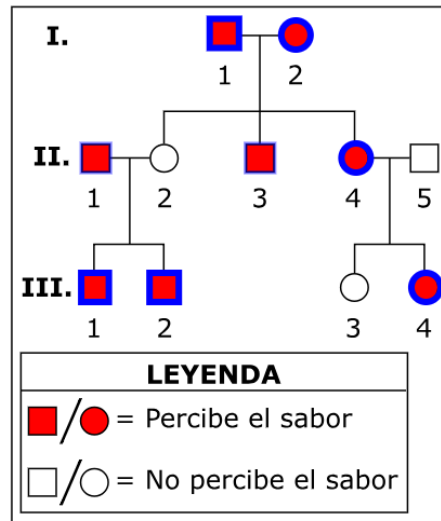 I.
1 2
II.
1 2 3 4 5
III.
1 2 3 4
LEYENDA
/ = Percibe el sabor
/ = No percibe el sabor